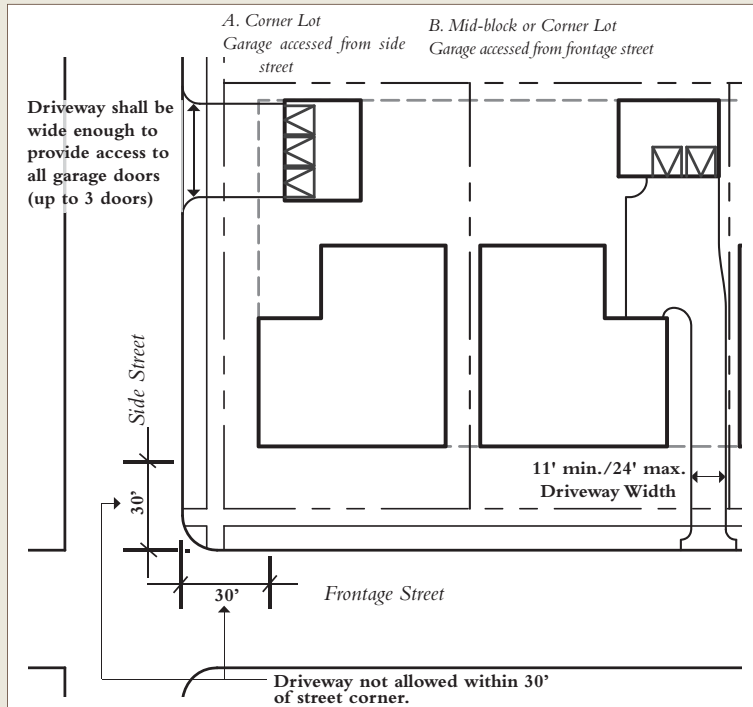 A. Corner Lot
Garage accessed from side
street
B. Mid-block or Corner Lot
Garage accessed from frontage street
Driveway shall be
wide enough to
provide access to
all garage doors
(up to 3 doors)
Side Street
11' min./24' max.
Driveway Width
30’
30’
Frontage Street
Driveway not allowed within 30’
of street corner.